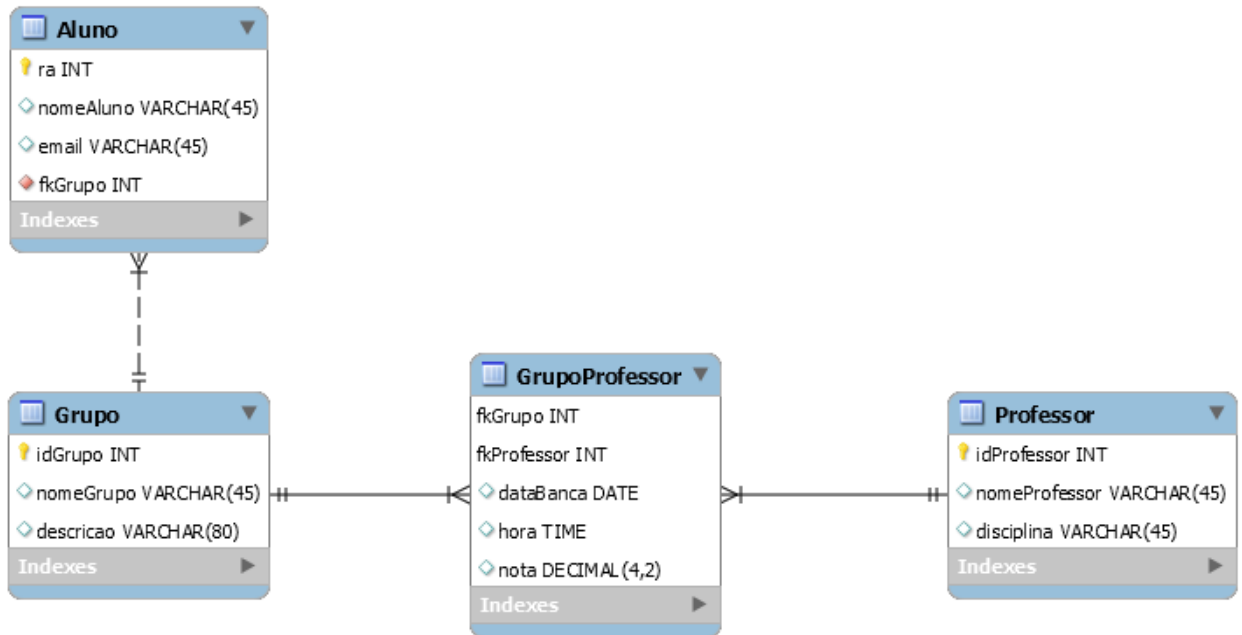 Aluno
ra INT
nomeAluno VARCHAR(45)
email VARCHAR(45)
fkGrupo INT
Indexes
Grupo
idGrupo INT
nomeGrupo VARCHAR(45)
descricao VARCHAR(80)
Indexes
GrupoProfessor
fkGrupo INT
fkProfessor INT
dataBanca DATE
hora TIME
nota DECIMAL(4,2)
Indexes
Professor
idProfessor INT
nomeProfessor VARCHAR(45)
disciplina VARCHAR(45)
Indexes